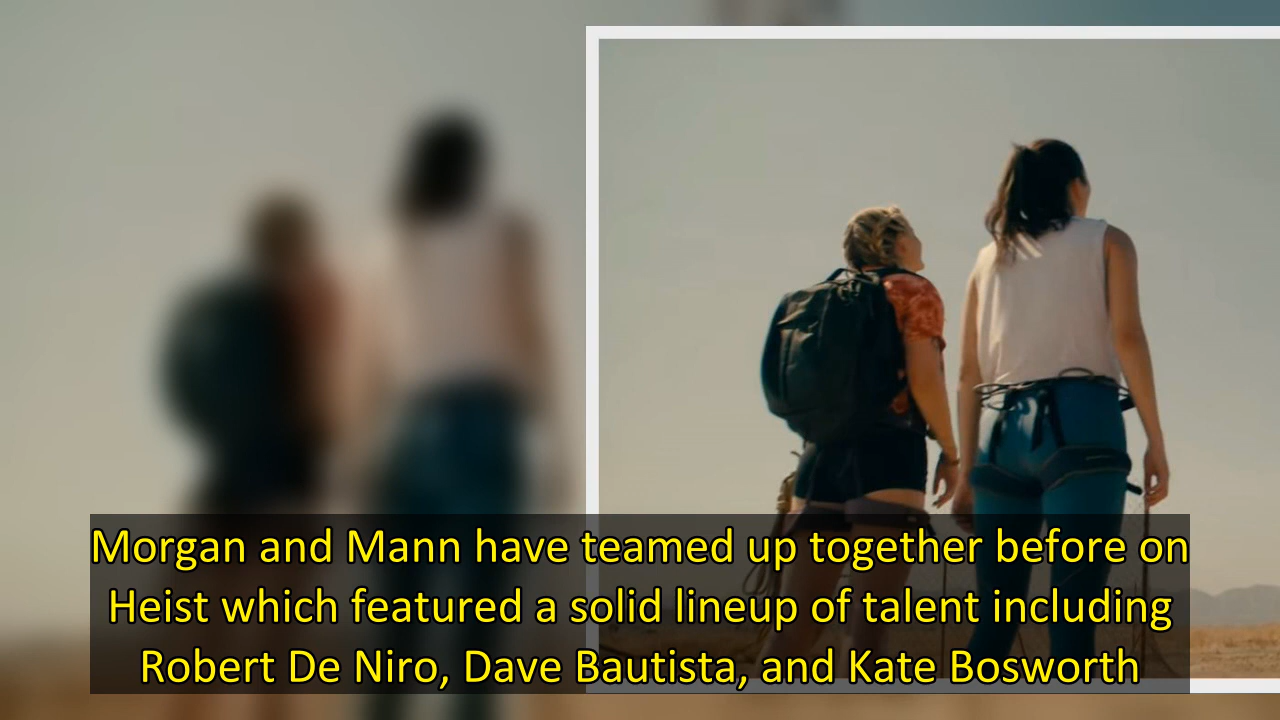 Morgan and Mann have teamed up together before on
Heist which featured a solid lineup of talent including
Robert De Niro, Dave Bautista, and Kate Bosworth